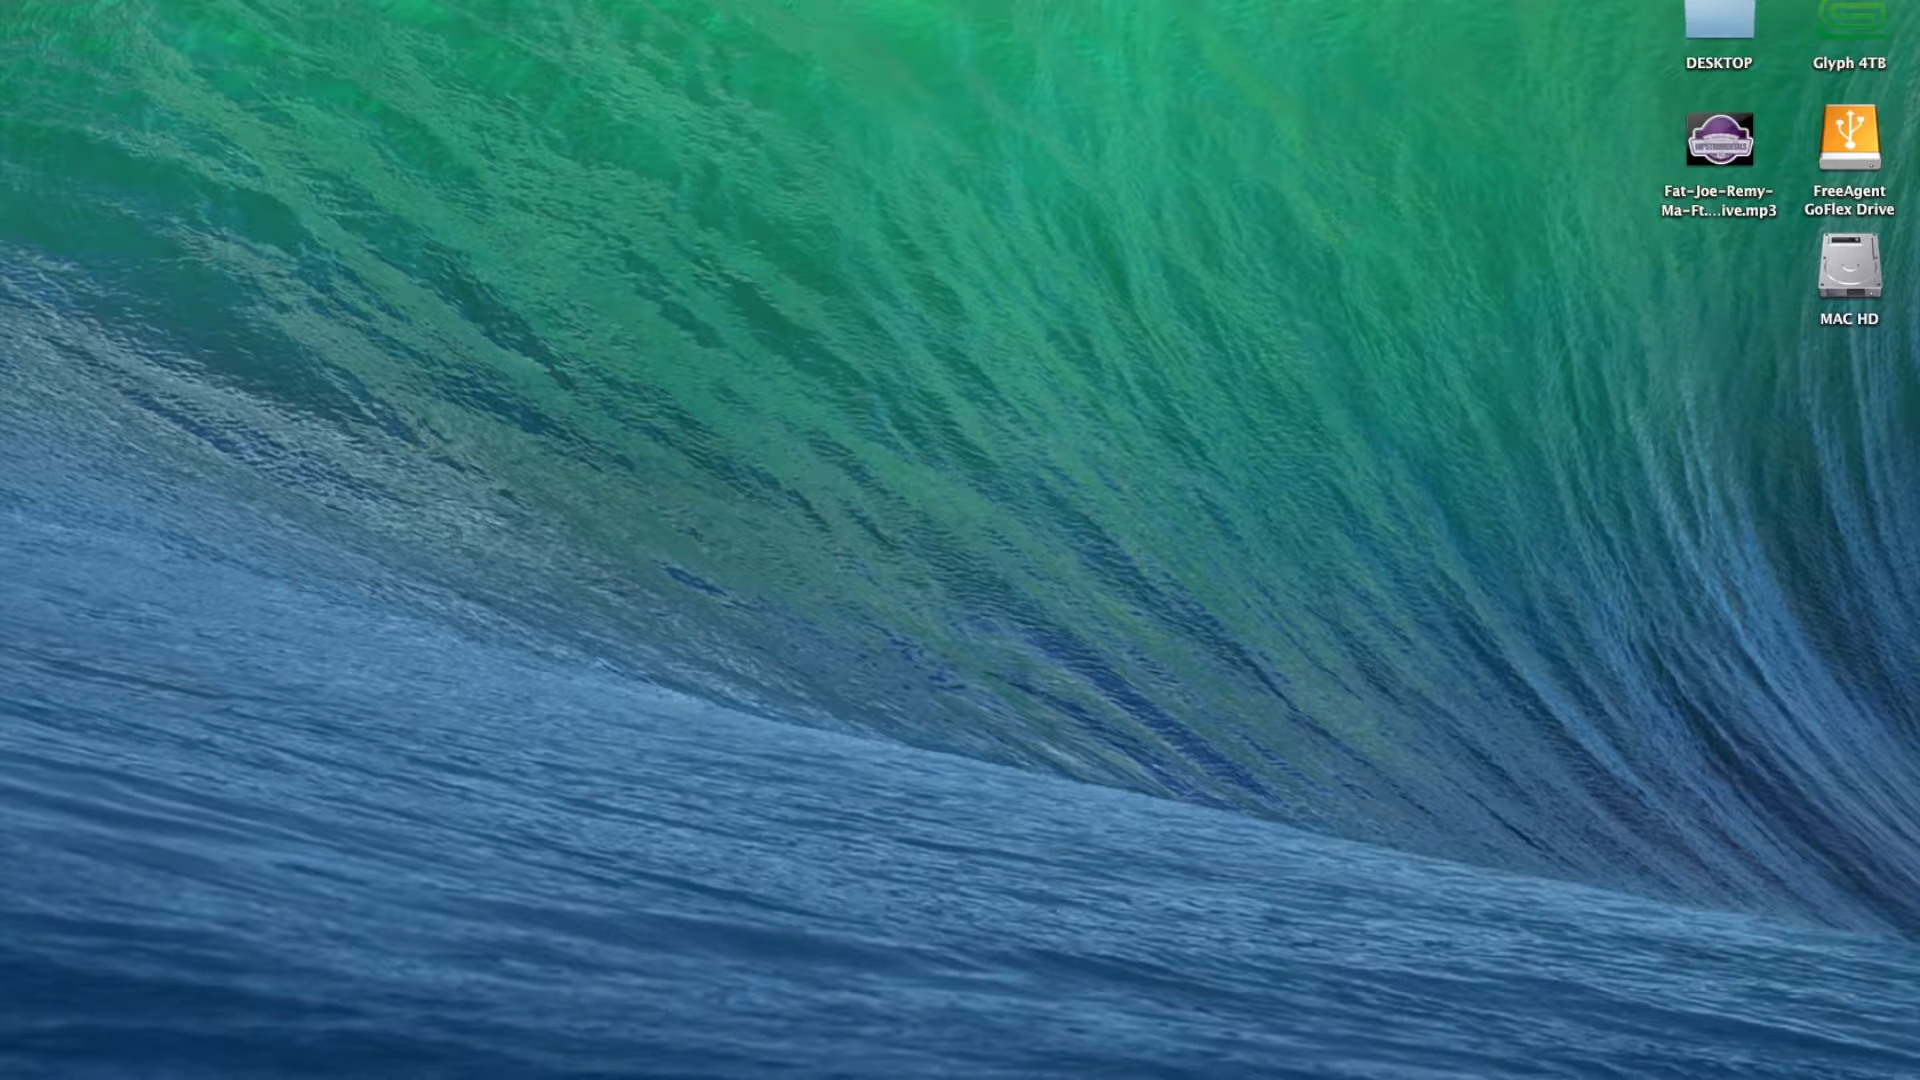 DESKTOP
Glyph 4TB
Fat-Joe-Remy-
Ma-Ft....ive.mp3
FreeAgent
GoFlex Drive
MAC HD